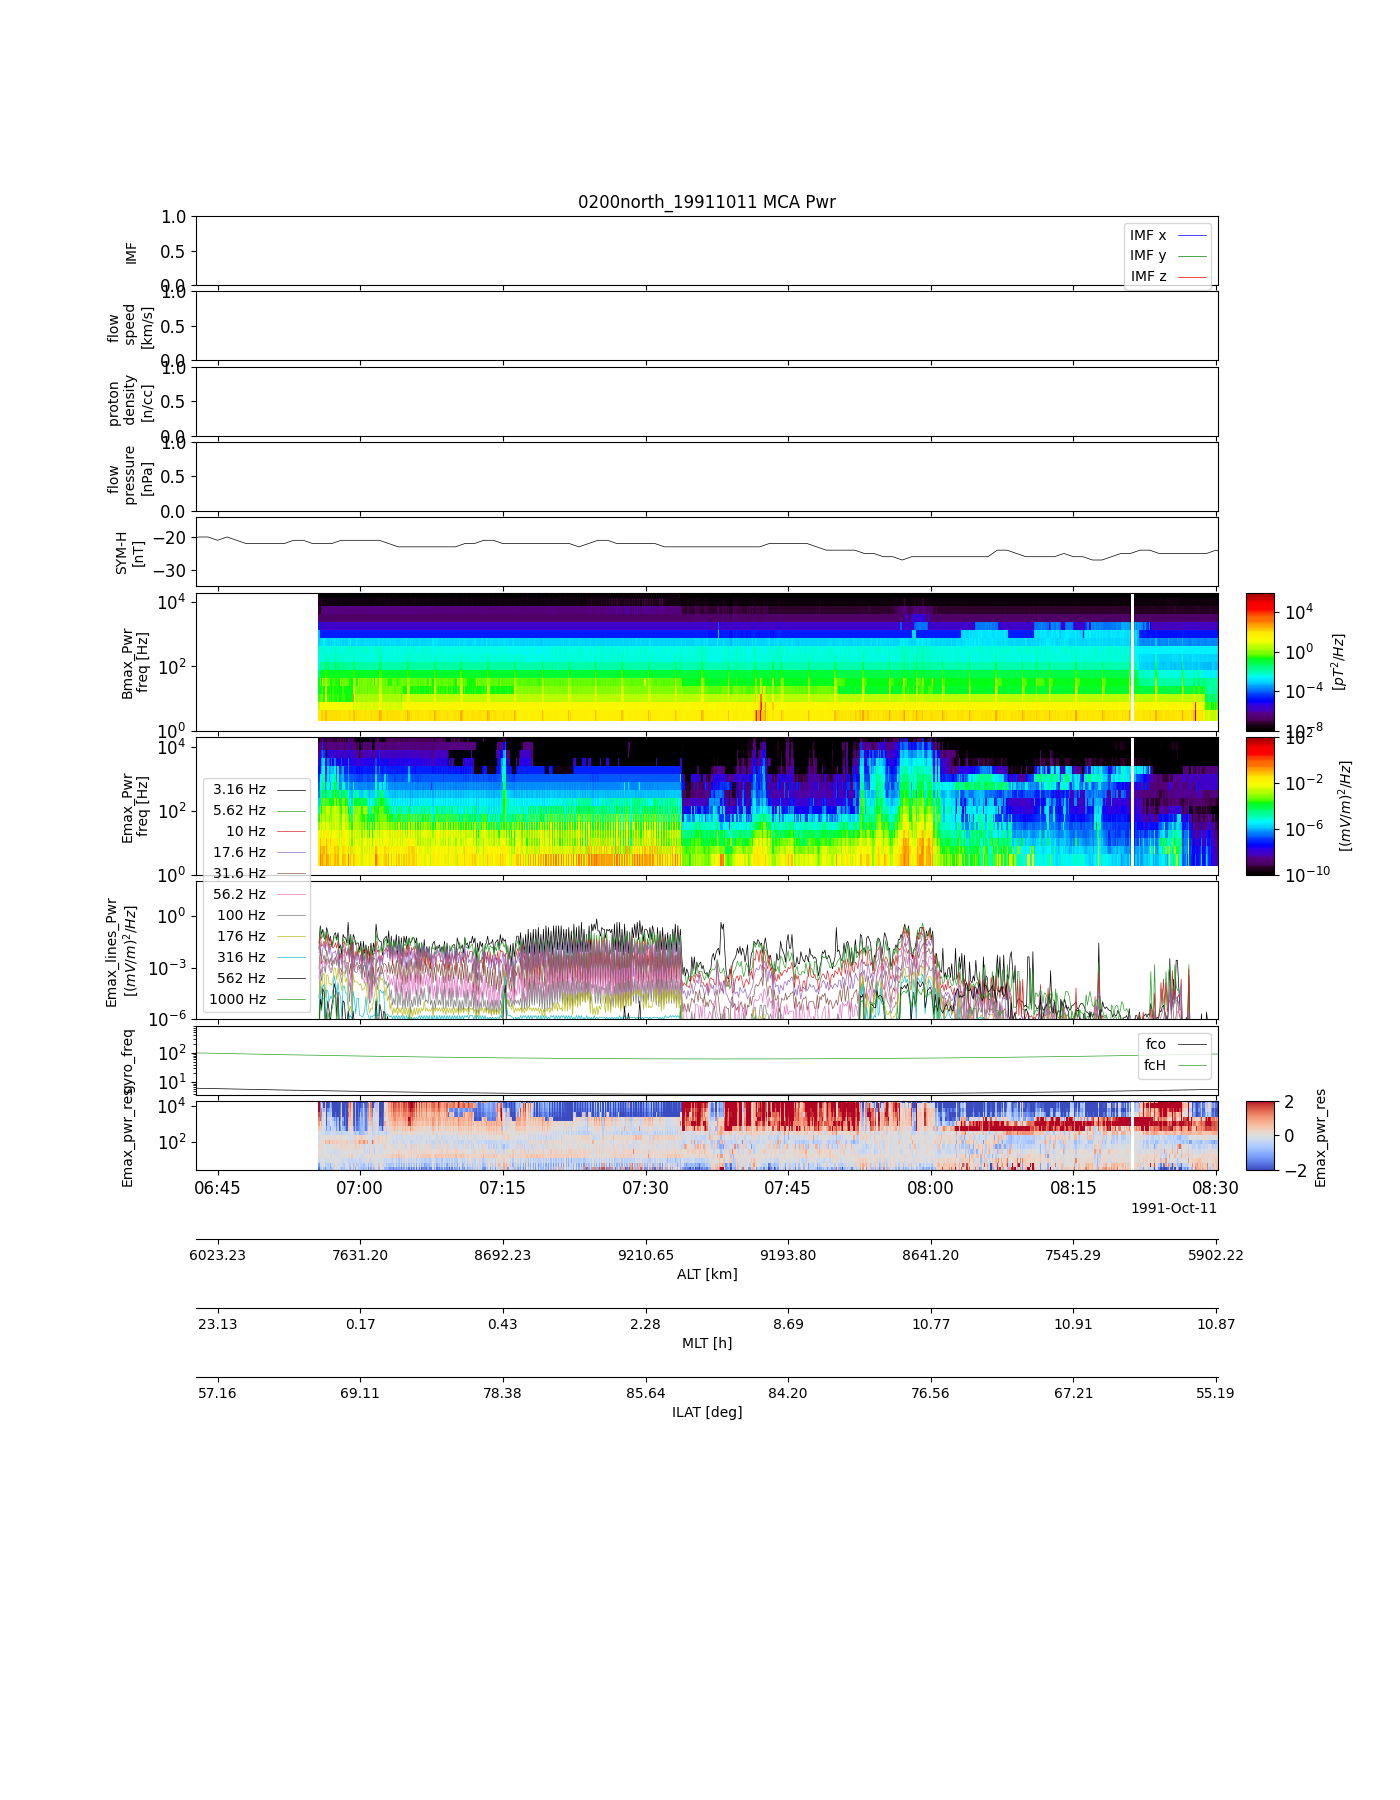 0200north_19911011 MCA Pwr
1.0
0.5
0.0
IMF
IMF x
IMF y
IMF z
1.0
0.5
0.0
flow
speed
[km/s]
1.0
0.5
0.0
proton
density
[n/cc]
1.0
0.5
0.0
flow
pressure
[nPa]
−20
−30
SYM-H
[nT]
10^4
10^2
10^0
Bmax_Pwr
freq [Hz]
10^4
10^0
10^−4
10^−8
[pT^2/Hz]
10^4
10^2
10^0
Emax_Pwr
freq [Hz]
10^2
10^−2
10^−6
10^−10
[(mV/m)^2/Hz]
3.16 Hz
5.62 Hz
10 Hz
17.6 Hz
31.6 Hz
56.2 Hz
100 Hz
176 Hz
316 Hz
562 Hz
1000 Hz
10^0
10^−3
10^−6
Emax_lines_Pwr
[(mV/m)^2/Hz]
10^2
10^1
gyro_freq
fco
fcH
10^4
10^2
Emax_pwr_res
2
0
−2
Emax_pwr_res
06:45 07:00 07:15 07:30 07:45 08:00 08:15 08:30
1991-Oct-11
6023.23 7631.20 8692.23 9210.65 9193.80 8641.20 7545.29 5902.22
ALT [km]
23.13 0.17 0.43 2.28 8.69 10.77 10.91 10.87
MLT [h]
57.16 69.11 78.38 85.64 84.20 76.56 67.21 55.19
ILAT [deg]